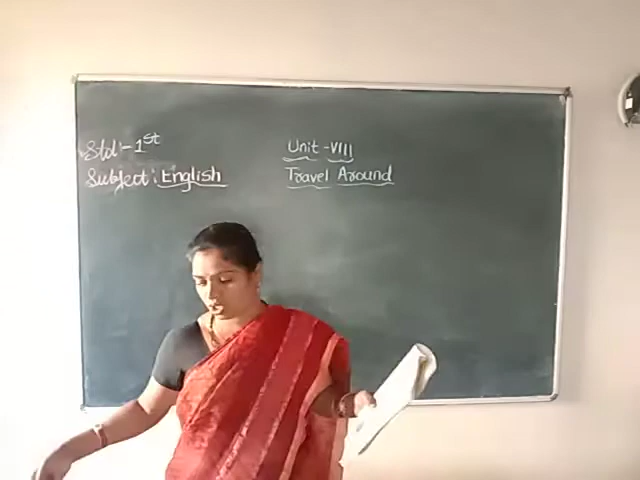 Std:- 1st
Subject: English
Unit - VIII
Travel Around